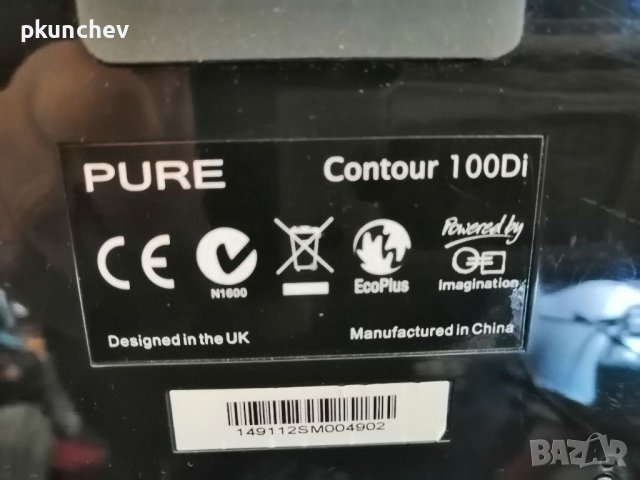 pkunchev
PURE Contour 100Di
Powered by
CE N1600 EcoPlus Imagination
Designed in the UK Manufactured in China
149112SM004902
BAZAR